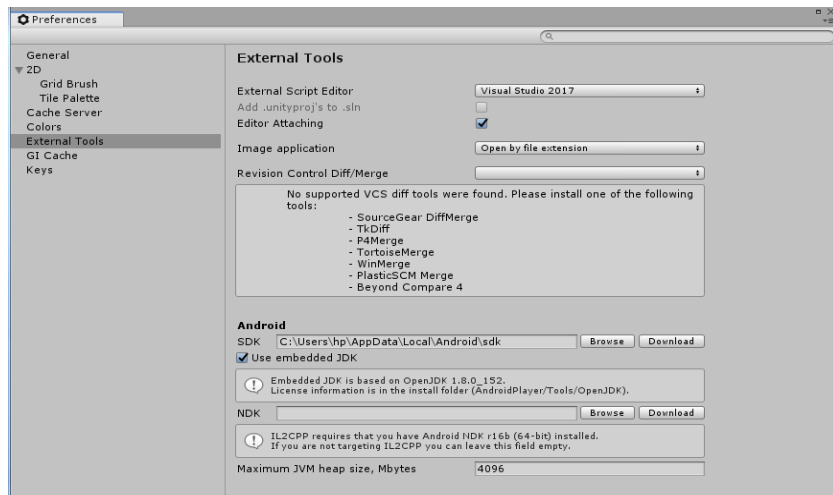 Preferences
General
2D
Grid Brush
Tile Palette
Cache Server
Colors
External Tools
GI Cache
Keys
External Tools
External Script Editor
Visual Studio 2017
Add .unityproj's to .sln
Editor Attaching
Image application
Open by file extension
Revision Control Diff/Merge
No supported VCS diff tools were found. Please install one of the following
tools:
- SourceGear DiffMerge
- TkDiff
- P4Merge
- TortoiseMerge
- WinMerge
- PlasticSCM Merge
- Beyond Compare 4
Android
SDK C:\Users\hp\AppData\Local\Android\sdk Browse Download
Use embedded JDK
Embedded JDK is based on OpenJDK 1.8.0_152.
License information is in the install folder (AndroidPlayer/Tools/OpenJDK).
NDK Browse Download
IL2CPP requires that you have Android NDK r16b (64-bit) installed.
If you are not targeting IL2CPP you can leave this field empty.
Maximum JVM heap size, Mbytes 4096